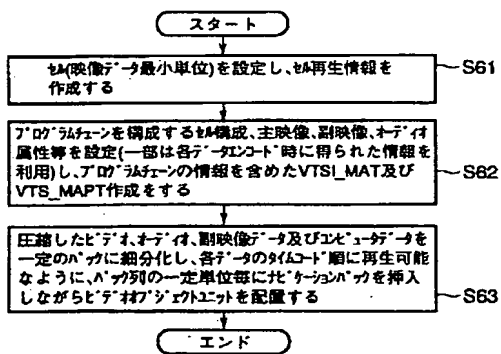 スタート
セル(映像データ最小単位)を設定し、セル再生情報を
作成する
S61
プログラムチェーンを構成するセル構成、主映像、副映像、オーディオ
属性等を設定(一部は各データエンコード時に得られた情報を
利用)し、プログラムチェーンの情報を含めたVTSI_MAT及び
VTS_MAPT作成をする
S62
圧縮したビデオ、オーディオ、副映像データ及びコンピュータデータを
一定のパックに細分化し、各データのタイムコード順に再生可能
なように、パック列の一定単位毎にナビゲーションパックを挿入
しながらビデオオブジェクトユニットを配置する
S63
エンド